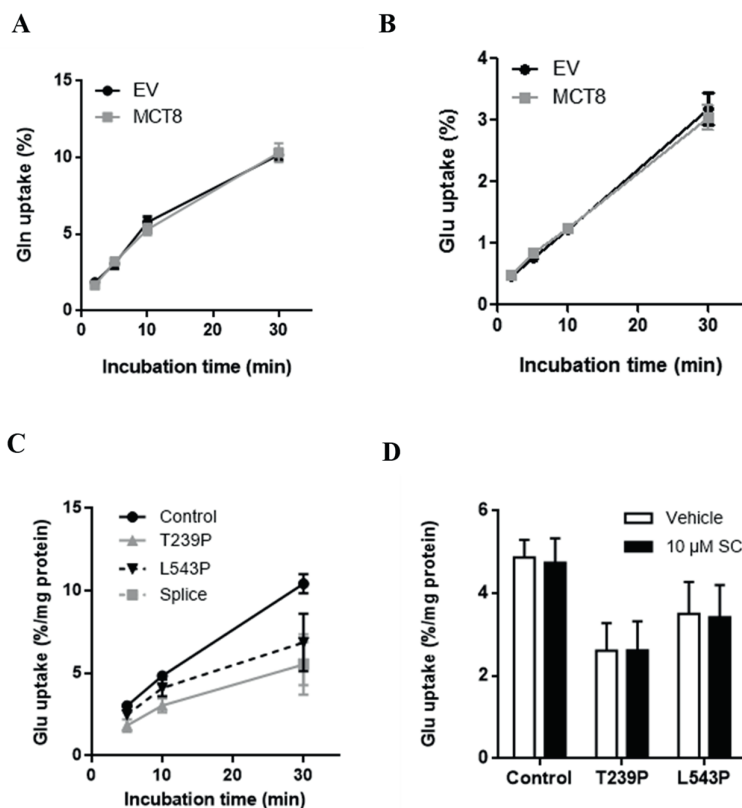 A
Gln uptake (%)
15
10
5
0
EV
MCT8
0 10 20 30
Incubation time (min)
B
Glu uptake (%)
4
3
2
1
0
EV
MCT8
0 10 20 30
Incubation time (min)
C
Glu uptake (%/mg protein)
15
10
5
0
Control
T239P
L543P
Splice
0 10 20 30
Incubation time (min)
D
Glu uptake (%/mg protein)
6
4
2
0
Vehicle
10 µM SC
Control T239P L543P